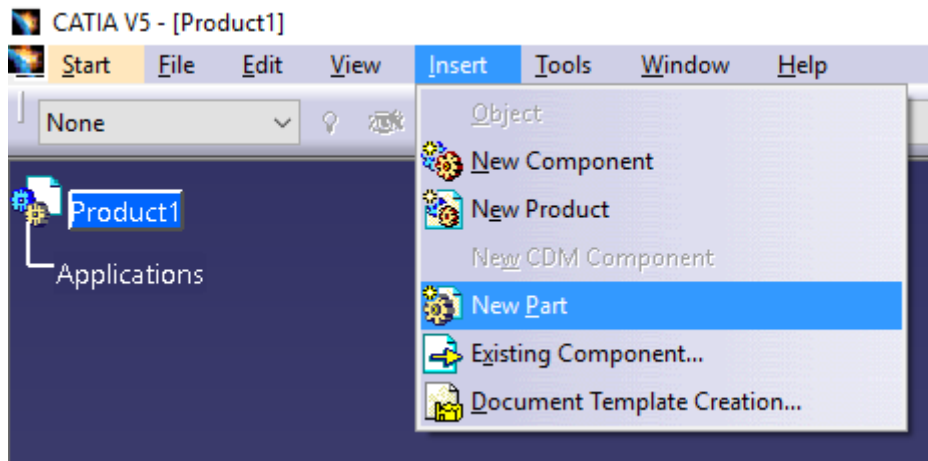 CATIA V5 - [Product1]
Start File Edit View Insert Tools Window Help
None
Object
New Component
Product1
New Product
Applications
New CDM Component
New Part
Existing Component...
Document Template Creation...